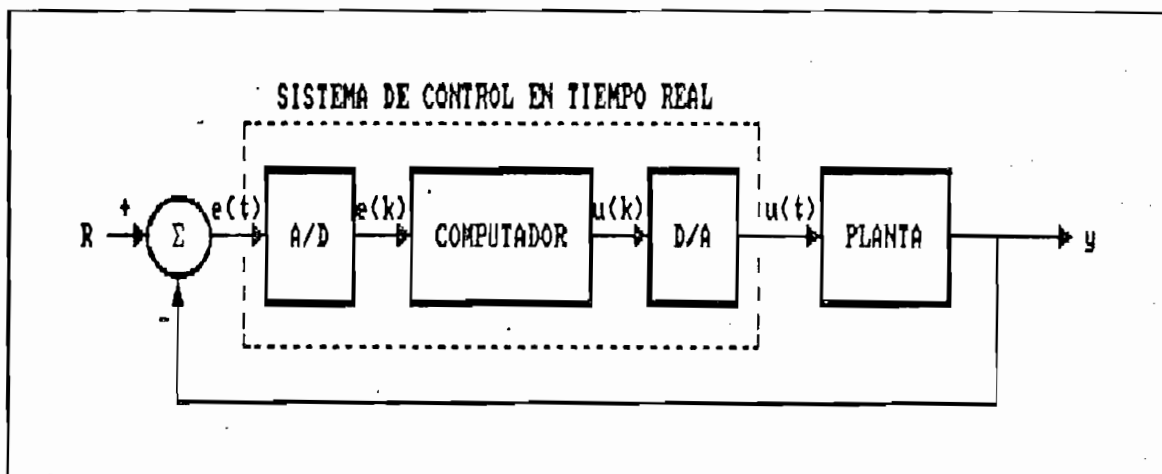 SISTEMA DE CONTROL EN TIEMPO REAL
R + - Σ e(t) A/D e(k) COMPUTADOR u(k) D/A u(t) PLANTA y